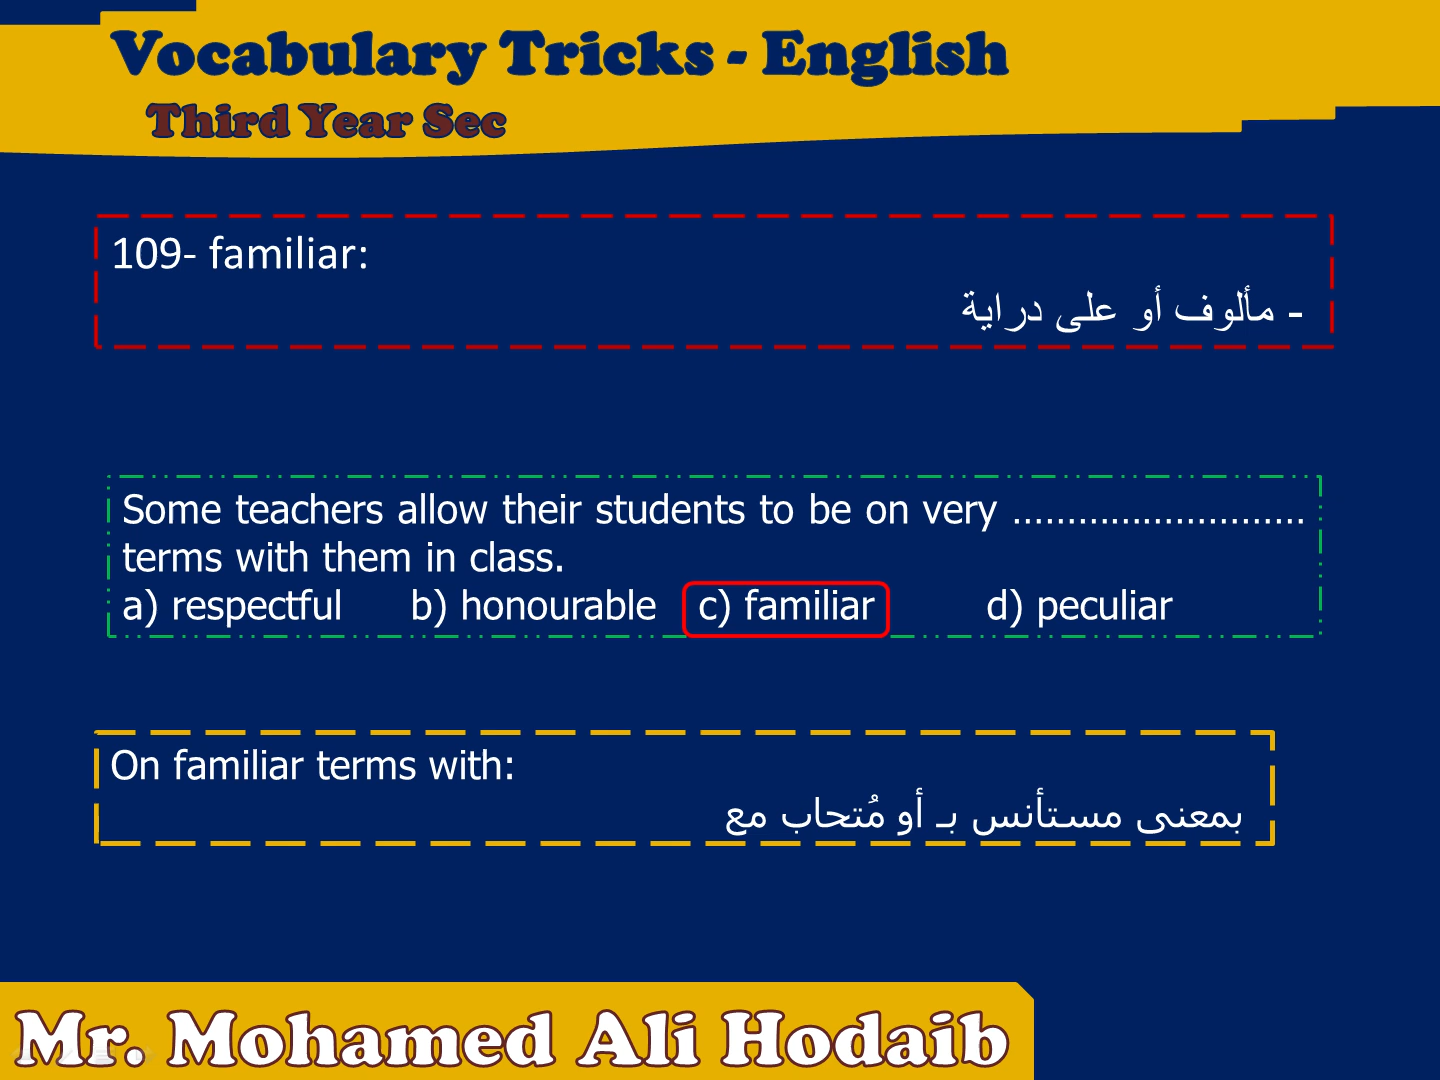 Vocabulary Tricks - English
Third Year Sec
109- familiar:
- مألوف أو على دراية
Some teachers allow their students to be on very ...........................
terms with them in class.
a) respectful b) honourable c) familiar d) peculiar
On familiar terms with:
بمعنى مستأنس بـ أو مُتحاب مع
Mr. Mohamed Ali Hodaib